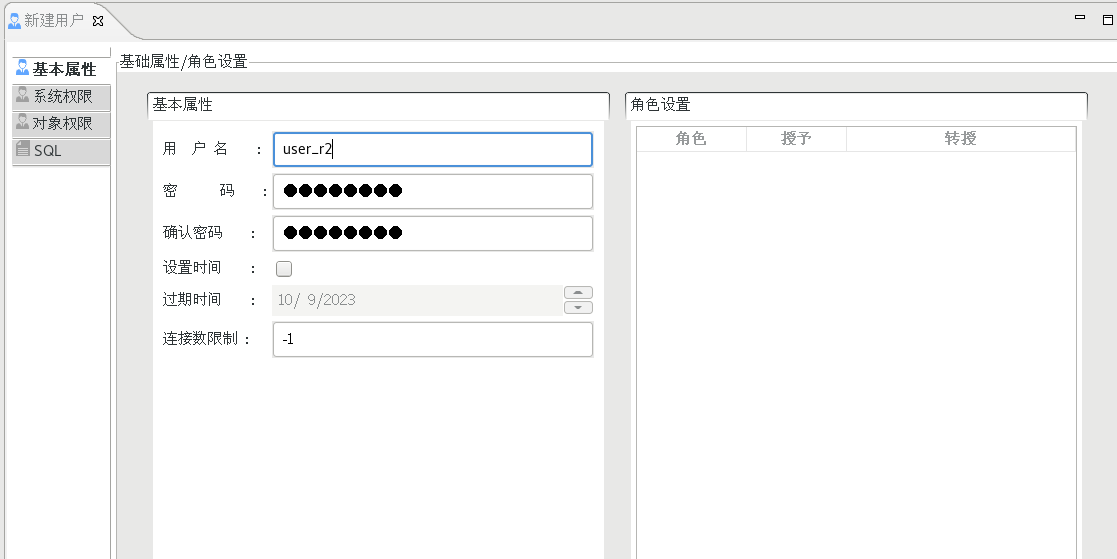 新建用户
基本属性
系统权限
对象权限
SQL
基础属性/角色设置
基本属性
用 户 名 : user_r2
密 码 : ●●●●●●●●
确认密码 : ●●●●●●●●
设置时间 :
过期时间 : 10/ 9/2023
连接数限制 : -1
角色设置
角色 授予 转授